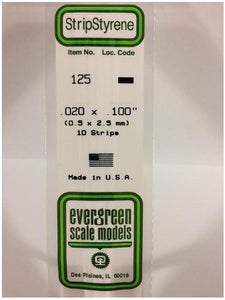 StripStyrene
Item No. Loc. Code
125
.020 x .100"
(0.5 x 2.5 mm)
10 Strips
Made in U.S.A.
evergreen
scale models
Des Plaines, IL 60018